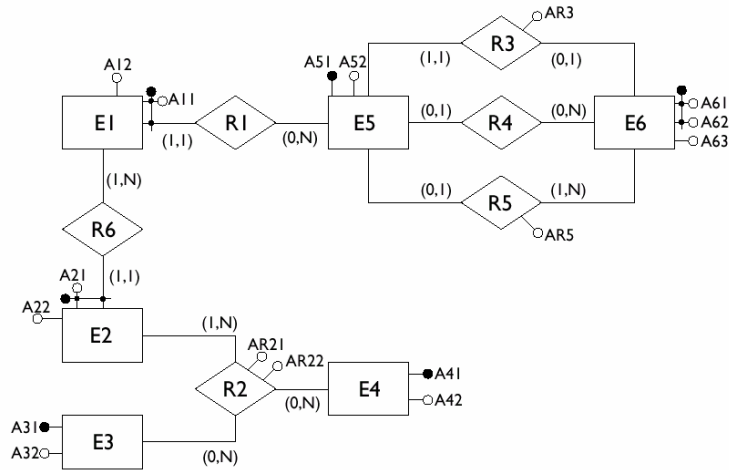 AR3
R3
A12
A51 A52
(1,1) (0,1)
A11
A61
E1 R1 E5 (0,1) R4 (0,N) E6 A62
(1,1) (0,N)
A63
(1,N)
(0,1) (1,N)
R5
R6
AR5
A21 (1,1)
A22
E2 (1,N)
AR21
AR22
R2 E4 A41
(0,N) A42
A31
E3
A32
(0,N)